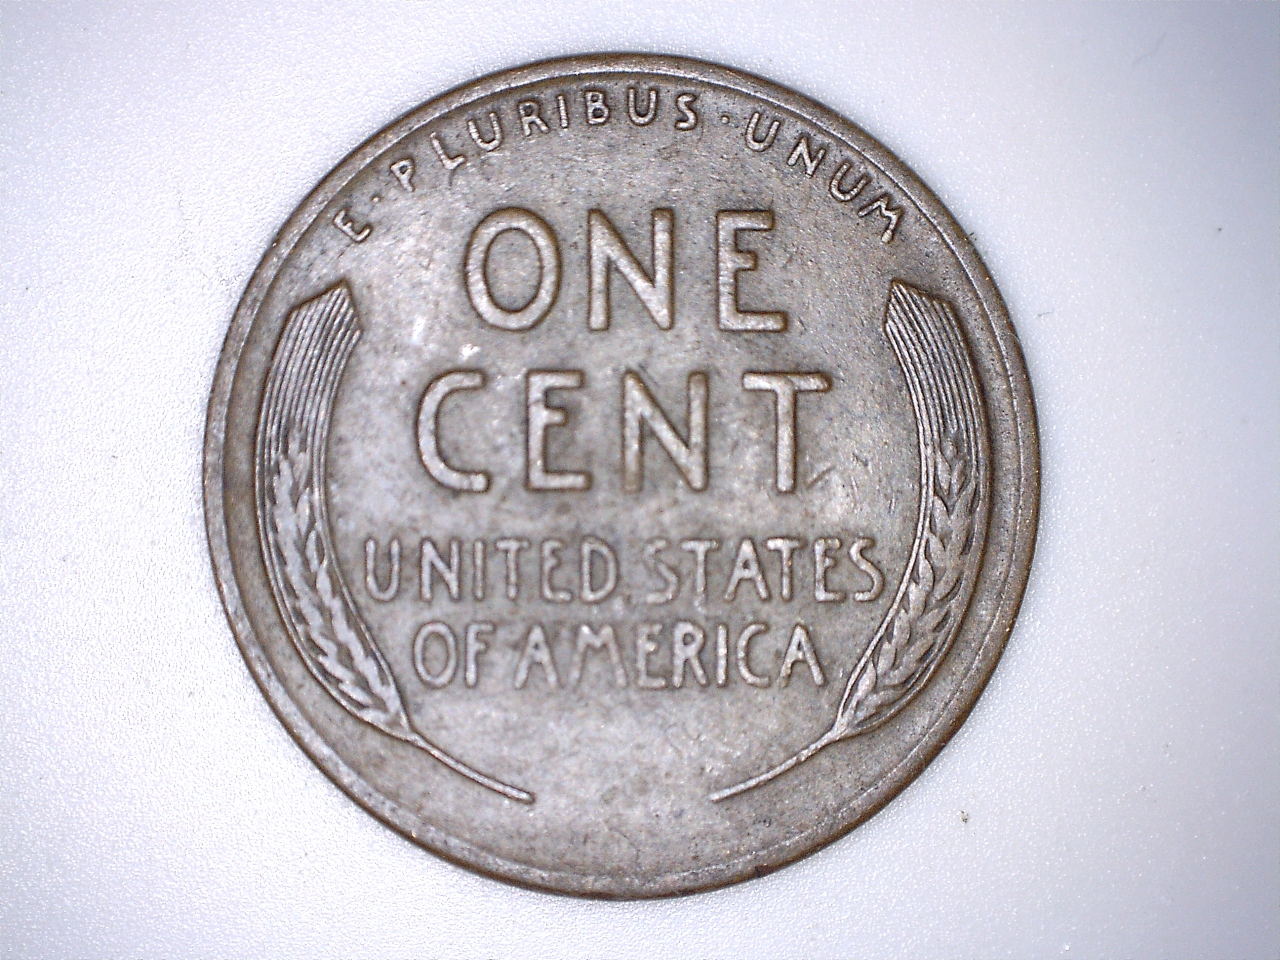 E · PLURIBUS · UNUM
ONE
CENT
UNITED STATES
OF AMERICA